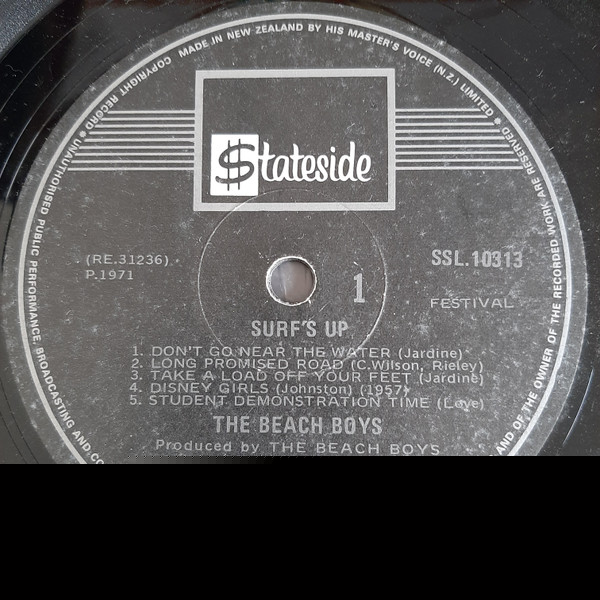 COPYRIGHT RECORD ● UNAUTHORISED PUBLIC PERFORMANCE, BROADCASTING AND CO
MADE IN NEW ZEALAND BY HIS MASTER'S VOICE (N.Z.) LIMITED ●
AND OF THE OWNER OF THE RECORDED WORK ARE RESERVED ●
$tateside
(RE.31236)
P.1971
SSL.10313
1
FESTIVAL
SURF'S UP
1. DON'T GO NEAR THE WATER (Jardine)
2. LONG PROMISED ROAD (C.Wilson, Rieley)
3. TAKE A LOAD OFF YOUR FEET (Jardine)
4. DISNEY GIRLS (Johnston) (1957)
5. STUDENT DEMONSTRATION TIME (Love)
THE BEACH BOYS
Produced by THE BEACH BOYS